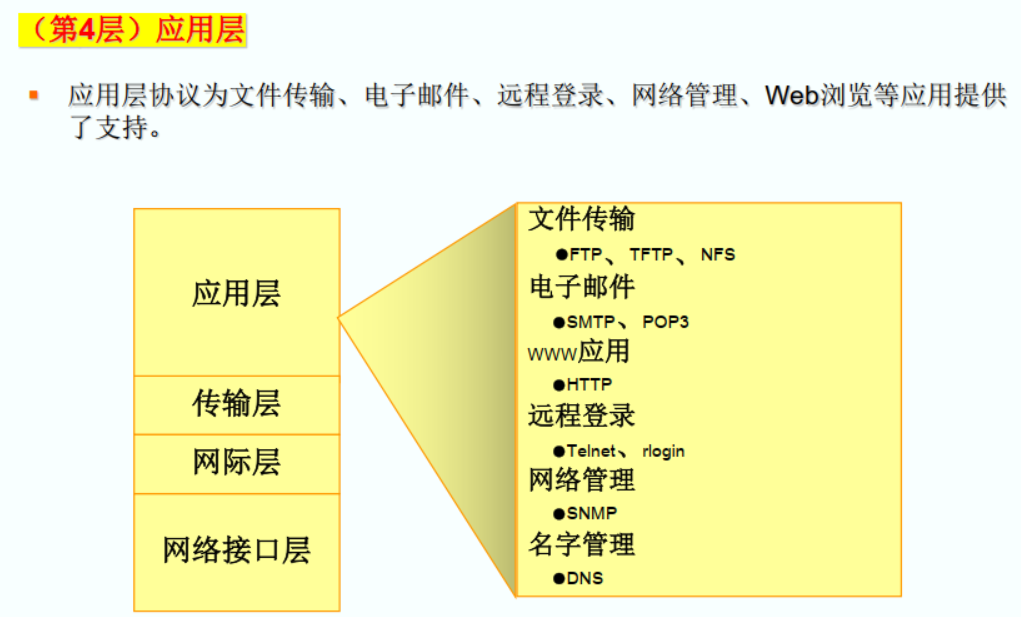 （第4层）应用层
▪ 应用层协议为文件传输、电子邮件、远程登录、网络管理、Web浏览等应用提供
了支持。
应用层
传输层
网际层
网络接口层
文件传输
●FTP、TFTP、NFS
电子邮件
●SMTP、POP3
www应用
●HTTP
远程登录
●Telnet、rlogin
网络管理
●SNMP
名字管理
●DNS